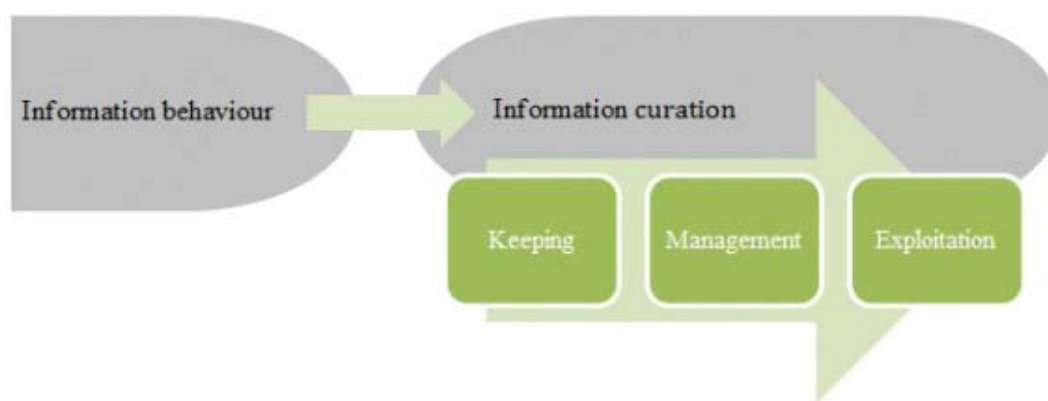 Information behaviour
Information curation
Keeping
Management
Exploitation